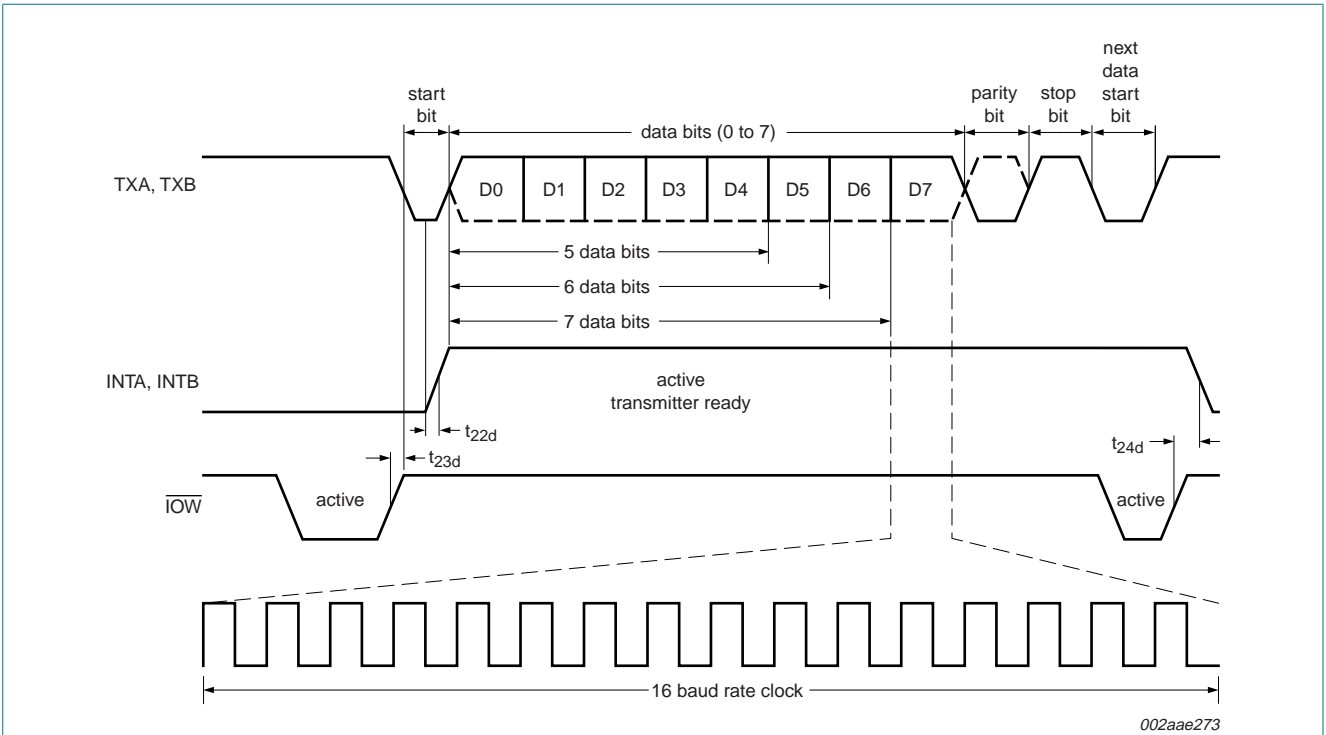 next
data
start
bit
start
bit
parity
bit
stop
bit
data bits (0 to 7)
TXA, TXB
D0 D1 D2 D3 D4 D5 D6 D7
5 data bits
6 data bits
7 data bits
INTA, INTB
active
transmitter ready
t22d
t23d
t24d
IOW
active
active
16 baud rate clock
002aae273